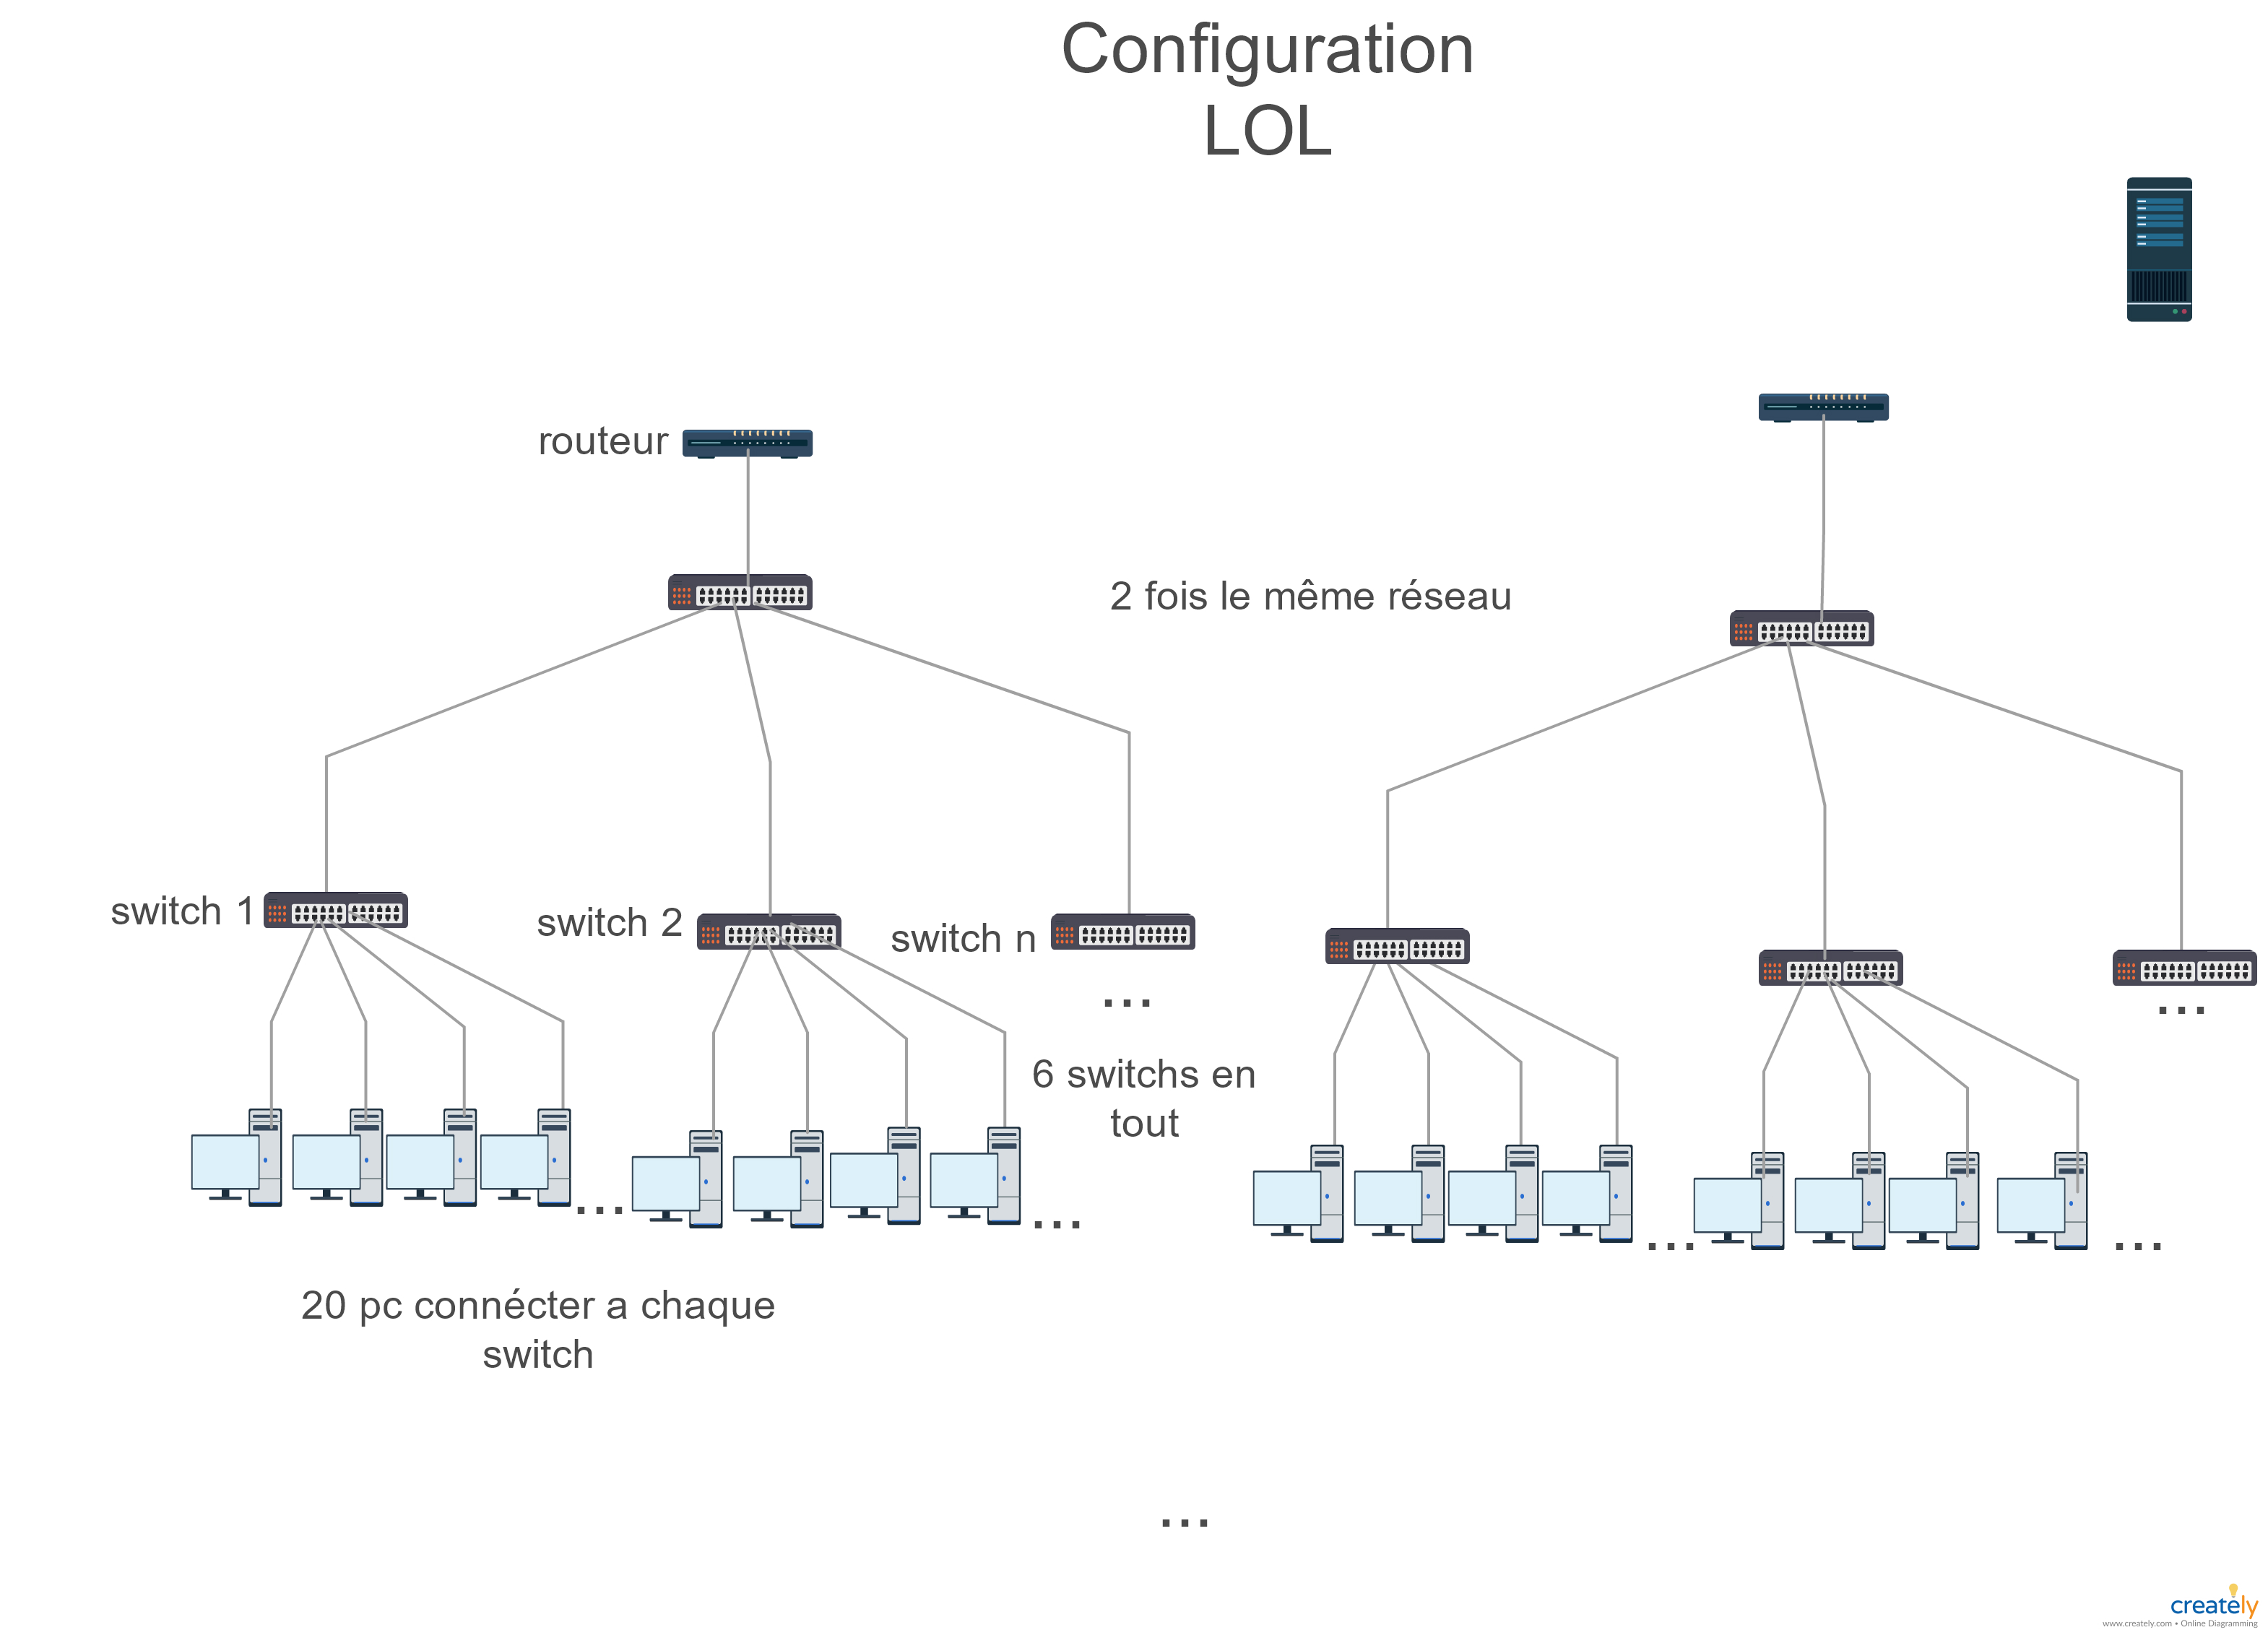 Configuration
LOL
routeur
2 fois le même réseau
switch 1
switch 2
switch n
...
...
6 switchs en
tout
...
...
...
...
20 pc connécter a chaque
switch
...
creately
www.creately.com • Online Diagramming